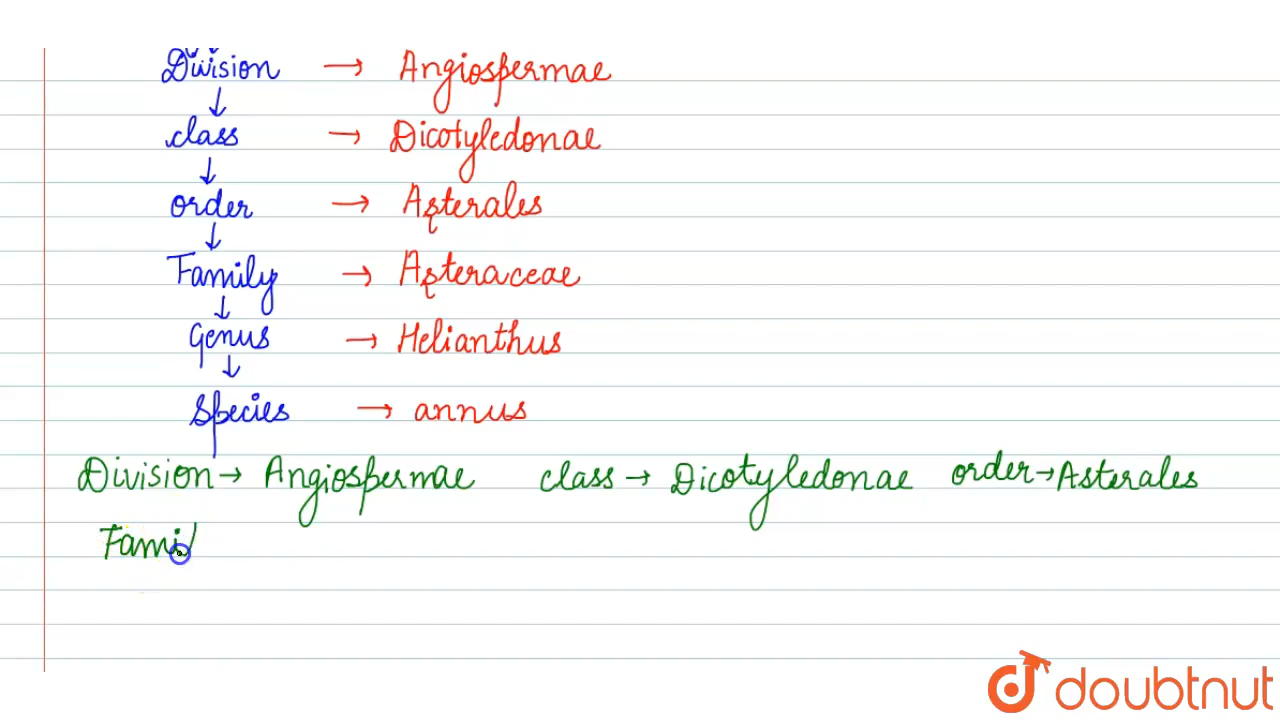 Division → Angiospermae
↓
class → Dicotyledonae
↓
order → Asterales
↓
Family → Asteraceae
↓
Genus → Helianthus
↓
Species → annus
Division → Angiospermae class → Dicotyledonae order → Asterales
Famil
doubtnut